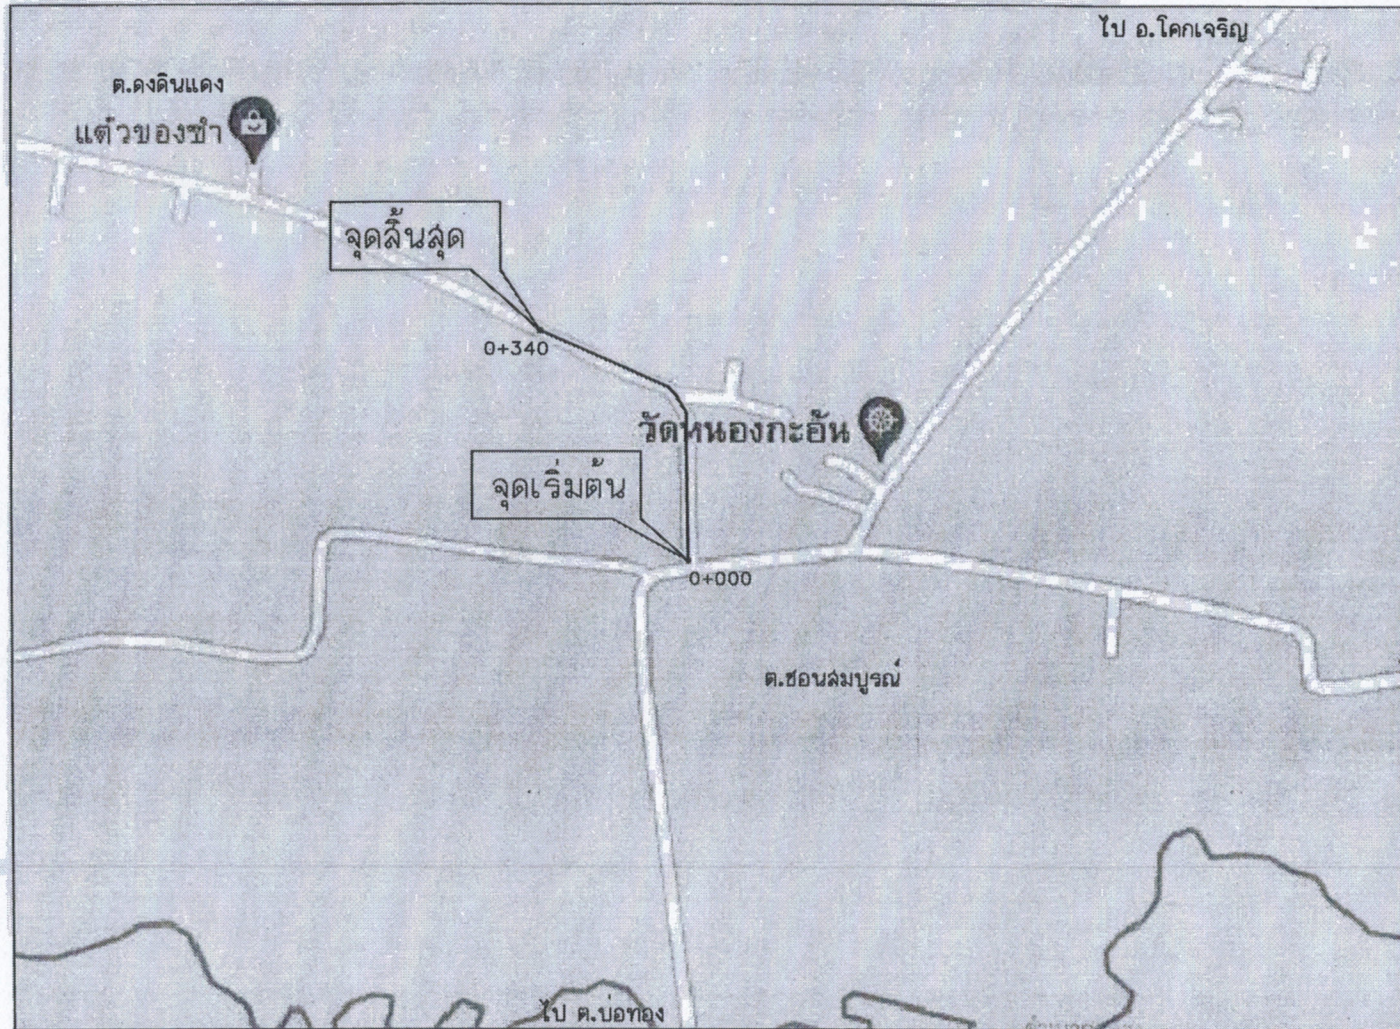 ไป อ.โคกเจริญ
ต.ดงดินแดง
แต๋วของชำ
จุดสิ้นสุด
0+340
วัดหนองกะอั้น
จุดเริ่มต้น
0+000
ต.ซอนสมบูรณ์
ไป ต.บ่อทอง